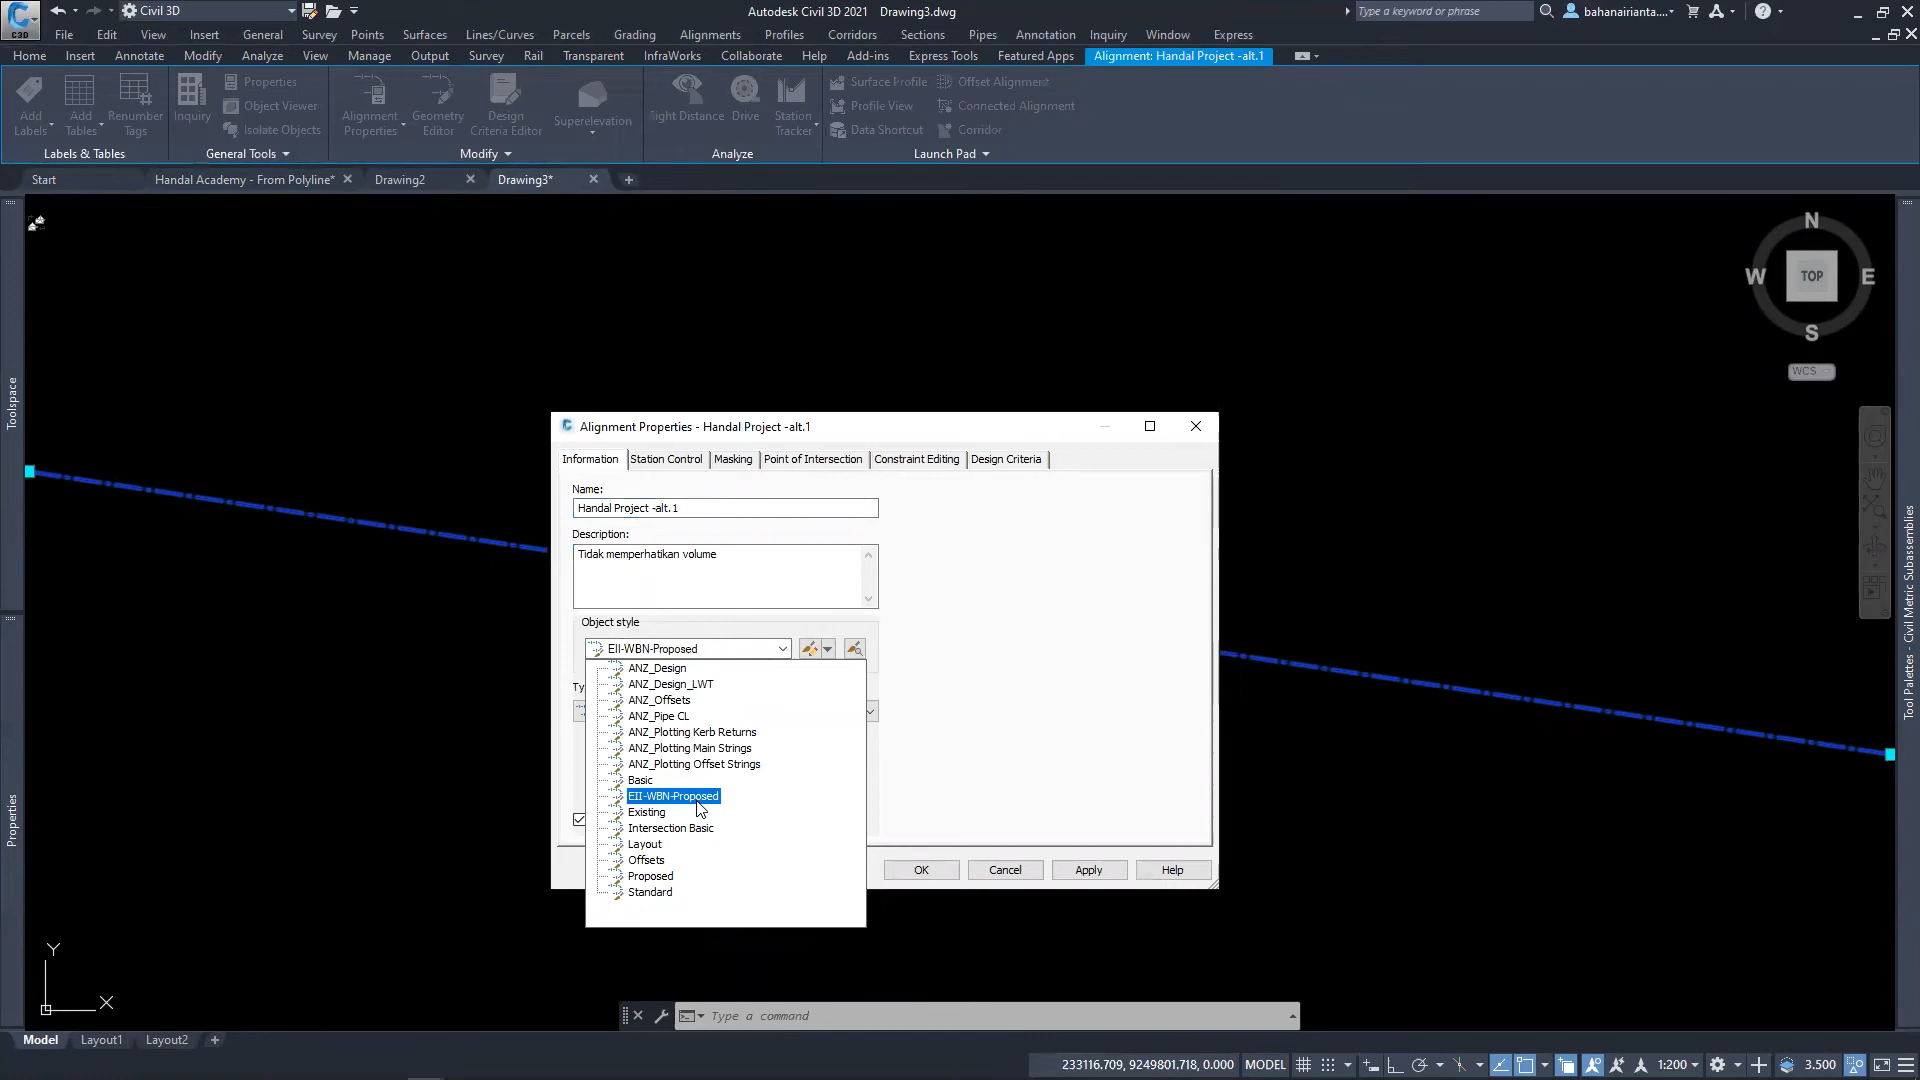 C3D
Civil 3D
Autodesk Civil 3D 2021 Drawing3.dwg
Type a keyword or phrase
bahanairianta....
File Edit View Insert General Survey Points Surfaces Lines/Curves Parcels Grading Alignments Profiles Corridors Sections Pipes Annotation Inquiry Window Express
Home Insert Annotate Modify Analyze View Manage Output Survey Rail Transparent InfraWorks Collaborate Help Add-ins Express Tools Featured Apps Alignment: Handal Project -alt.1
Add Labels
Add Tables
Renumber Tags
Inquiry
Properties
Object Viewer
Isolate Objects
Alignment Properties
Geometry Editor
Design Criteria Editor
Superelevation
ight Distance
Drive
Station Tracker
Surface Profile
Profile View
Data Shortcut
Offset Alignment
Connected Alignment
Corridor
Labels & Tables
General Tools
Modify
Analyze
Launch Pad
Start
Handal Academy - From Polyline*
Drawing2
Drawing3*
N
W TOP E
S
WCS
Toolspace
Properties
Tool Palettes - Civil Metric Subassemblies
Alignment Properties - Handal Project -alt.1
Information Station Control Masking Point of Intersection Constraint Editing Design Criteria
Name:
Handal Project -alt.1
Description:
Tidak memperhatikan volume
Object style
EII-WBN-Proposed
Ty
ANZ_Design
ANZ_Design_LWT
ANZ_Offsets
ANZ_Pipe CL
ANZ_Plotting Kerb Returns
ANZ_Plotting Main Strings
ANZ_Plotting Offset Strings
Basic
EII-WBN-Proposed
Existing
Intersection Basic
Layout
Offsets
Proposed
Standard
OK Cancel Apply Help
Y
X
Type a command
Model Layout1 Layout2
233116.709, 9249801.718, 0.000 MODEL 1:200 3.500